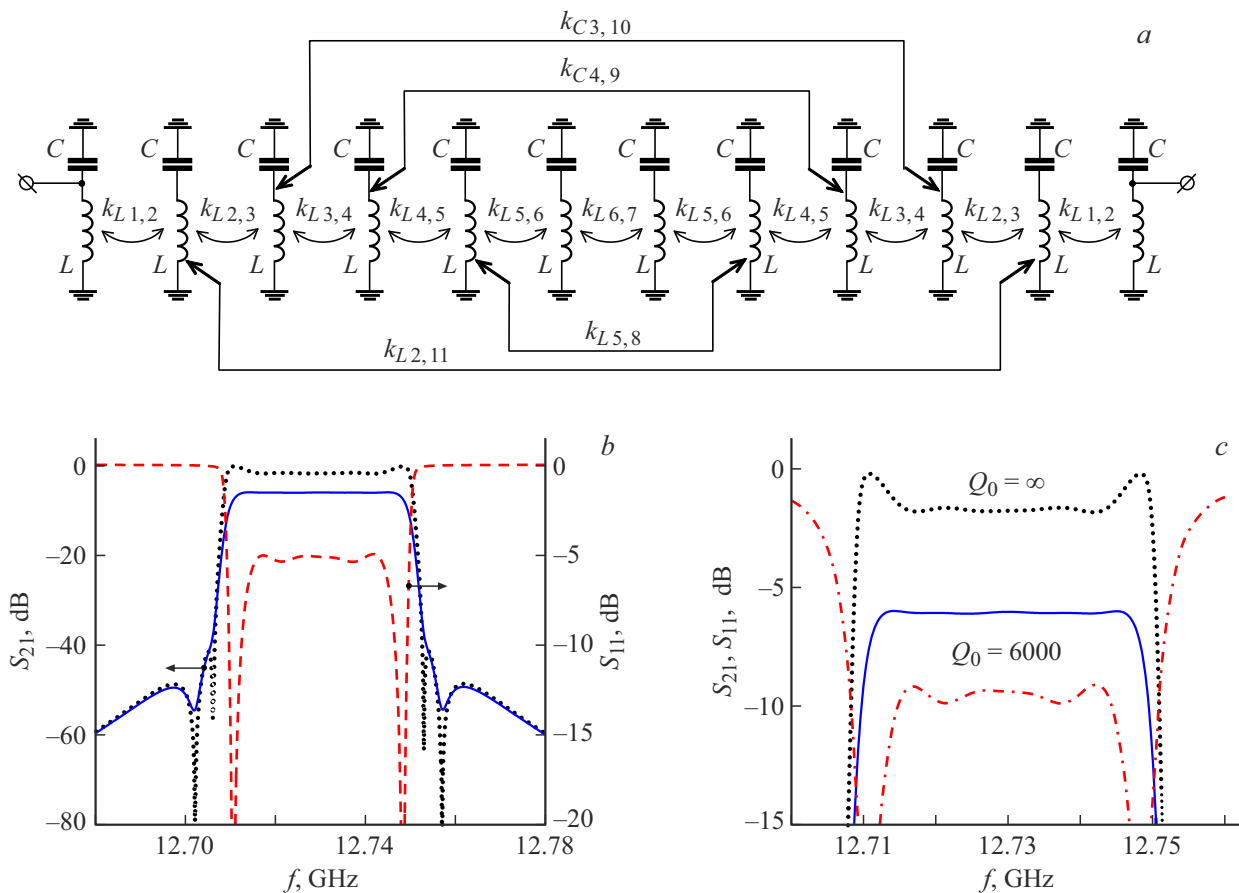 k_{C3, 10}
a
k_{C4, 9}
C C C C C C C C C C C C
k_{L1, 2} k_{L2, 3} k_{L3, 4} k_{L4, 5} k_{L5, 6} k_{L6, 7} k_{L5, 6} k_{L4, 5} k_{L3, 4} k_{L2, 3} k_{L1, 2}
L L L L L L L L L L L L
k_{L5, 8}
k_{L2, 11}
b
0
–20
–40
–60
–80
S_{21}, dB
0
–5
–10
–15
–20
S_{11}, dB
12.70 12.74 12.78
f, GHz
c
0
–5
–10
–15
S_{21}, S_{11}, dB
Q_0 = ∞
Q_0 = 6000
12.71 12.73 12.75
f, GHz